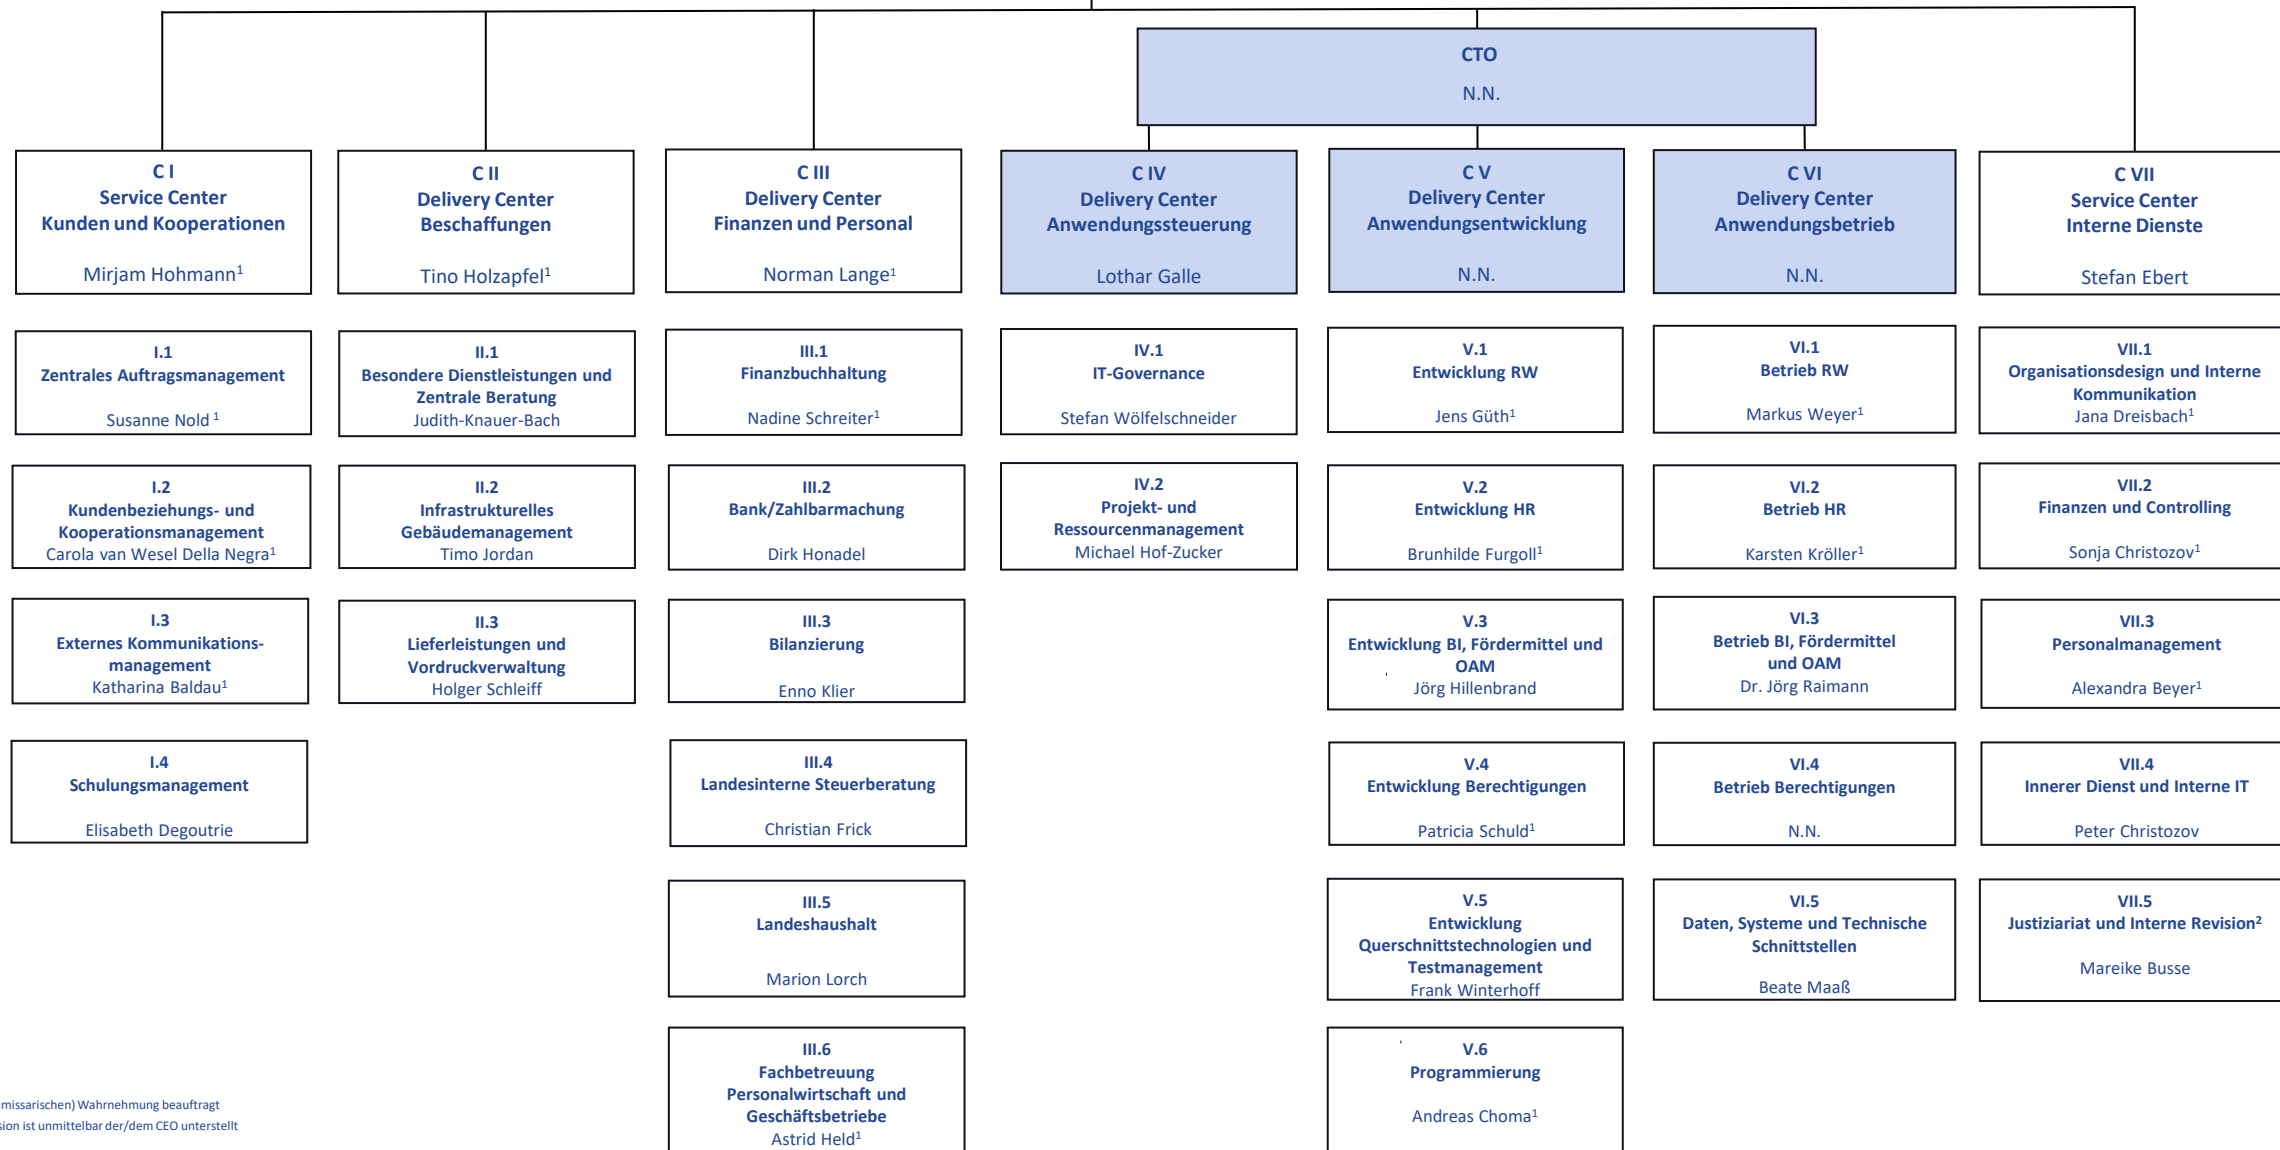 CTO
N.N.
C I
Service Center
Kunden und Kooperationen
Mirjam Hohmann¹
C II
Delivery Center
Beschaffungen
Tino Holzapfel¹
C III
Delivery Center
Finanzen und Personal
Norman Lange¹
C IV
Delivery Center
Anwendungssteuerung
Lothar Galle
C V
Delivery Center
Anwendungsentwicklung
N.N.
C VI
Delivery Center
Anwendungsbetrieb
N.N.
C VII
Service Center
Interne Dienste
Stefan Ebert
I.1
Zentrales Auftragsmanagement
Susanne Nold ¹
II.1
Besondere Dienstleistungen und
Zentrale Beratung
Judith-Knauer-Bach
III.1
Finanzbuchhaltung
Nadine Schreiter¹
IV.1
IT-Governance
Stefan Wölfelschneider
V.1
Entwicklung RW
Jens Güth¹
VI.1
Betrieb RW
Markus Weyer¹
VII.1
Organisationsdesign und Interne
Kommunikation
Jana Dreisbach¹
I.2
Kundenbeziehungs- und
Kooperationsmanagement
Carola van Wesel Della Negra¹
II.2
Infrastrukturelles
Gebäudemanagement
Timo Jordan
III.2
Bank/Zahlbarmachung
Dirk Honadel
IV.2
Projekt- und
Ressourcenmanagement
Michael Hof-Zucker
V.2
Entwicklung HR
Brunhilde Furgoll¹
VI.2
Betrieb HR
Karsten Kröller¹
VII.2
Finanzen und Controlling
Sonja Christozov¹
I.3
Externes Kommunikations-
management
Katharina Baldau¹
II.3
Lieferleistungen und
Vordruckverwaltung
Holger Schleiff
III.3
Bilanzierung
Enno Klier
V.3
Entwicklung BI, Fördermittel und
OAM
Jörg Hillenbrand
VI.3
Betrieb BI, Fördermittel
und OAM
Dr. Jörg Raimann
VII.3
Personalmanagement
Alexandra Beyer¹
I.4
Schulungsmanagement
Elisabeth Degoutrie
III.4
Landesinterne Steuerberatung
Christian Frick
V.4
Entwicklung Berechtigungen
Patricia Schuld¹
VI.4
Betrieb Berechtigungen
N.N.
VII.4
Innerer Dienst und Interne IT
Peter Christozov
III.5
Landeshaushalt
Marion Lorch
V.5
Entwicklung
Querschnittstechnologien und
Testmanagement
Frank Winterhoff
VI.5
Daten, Systeme und Technische
Schnittstellen
Beate Maaß
VII.5
Justiziariat und Interne Revision²
Mareike Busse
III.6
Fachbetreuung
Personalwirtschaft und
Geschäftsbetriebe
Astrid Held¹
V.6
Programmierung
Andreas Choma¹
missarischen) Wahrnehmung beauftragt
sion ist unmittelbar der/dem CEO unterstellt